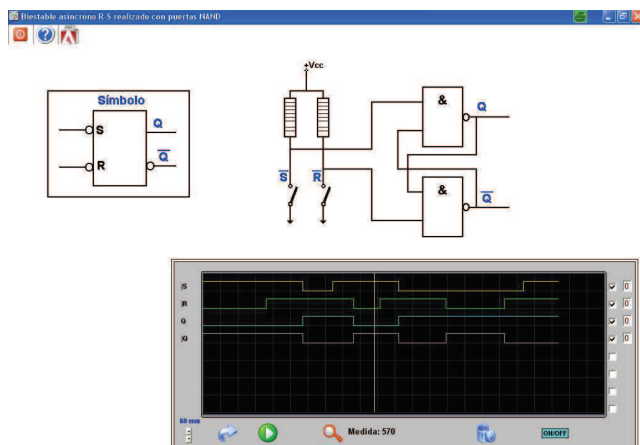 Biestable asíncrono R-S realizado con puertas NAND
+Vcc
Símbolo
S
Q
R
Q
S
R
&
Q
&
Q
|S
0
|R
0
Q
0
|Q
0
60 ms
Medida: 570
ON/OFF